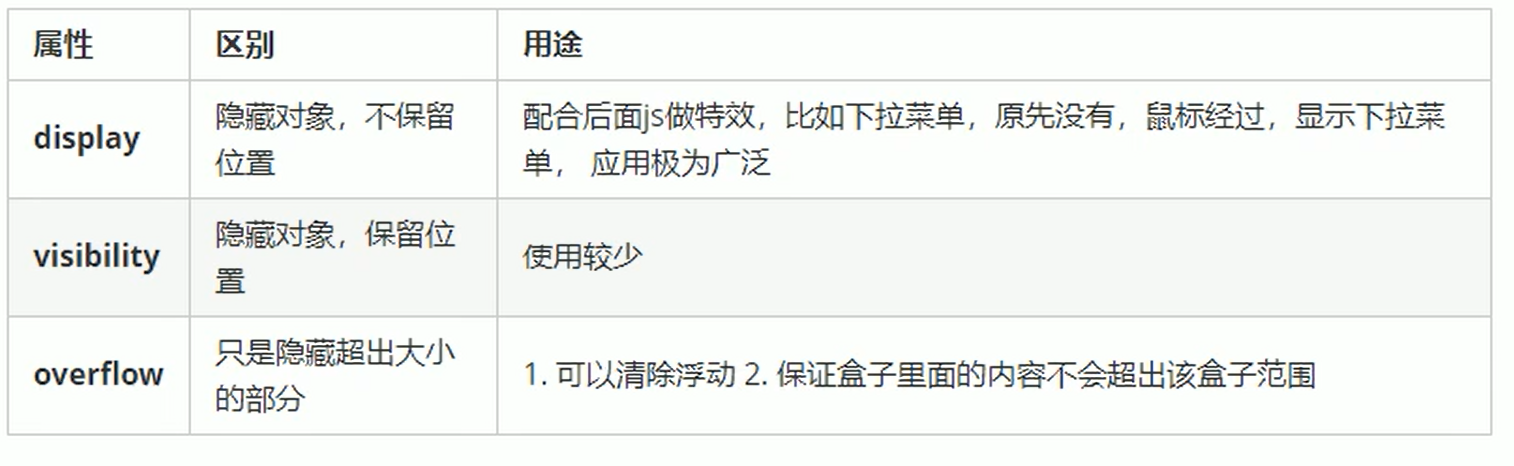 属性 区别 用途
display
隐藏对象，不保留
位置
配合后面js做特效，比如下拉菜单，原先没有，鼠标经过，显示下拉菜
单， 应用极为广泛
visibility
隐藏对象，保留位
置
使用较少
overflow
只是隐藏超出大小
的部分
1. 可以清除浮动 2. 保证盒子里面的内容不会超出该盒子范围